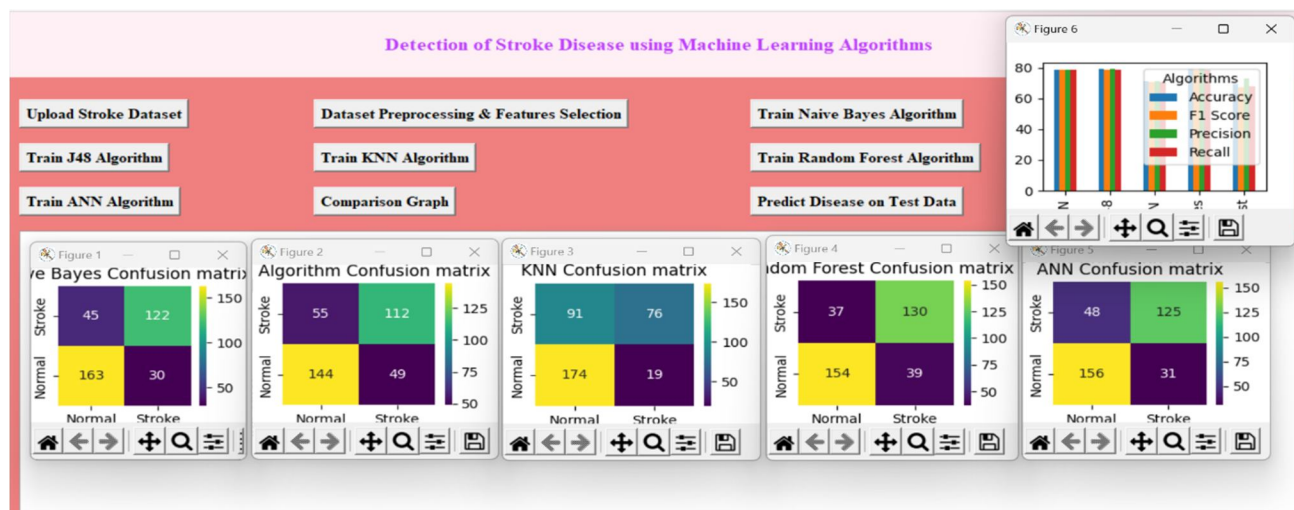 Detection of Stroke Disease using Machine Learning Algorithms
Upload Stroke Dataset
Dataset Preprocessing & Features Selection
Train Naive Bayes Algorithm
Train J48 Algorithm
Train KNN Algorithm
Train Random Forest Algorithm
Train ANN Algorithm
Comparison Graph
Predict Disease on Test Data
Figure 6
80
60
40
20
0
Algorithms
Accuracy
F1 Score
Precision
Recall
Figure 1
ve Bayes Confusion matrix
Stroke
45 122
Normal
163 30
150
100
50
Normal Stroke
Figure 2
Algorithm Confusion matrix
Stroke
55 112
Normal
144 49
125
100
75
50
Normal Stroke
Figure 3
KNN Confusion matrix
Stroke
91 76
Normal
174 19
150
100
50
Normal Stroke
Figure 4
dom Forest Confusion matrix
Stroke
37 130
Normal
154 39
150
125
100
75
50
Normal Stroke
Figure 5
ANN Confusion matrix
Stroke
48 125
Normal
156 31
150
125
100
75
50
Normal Stroke